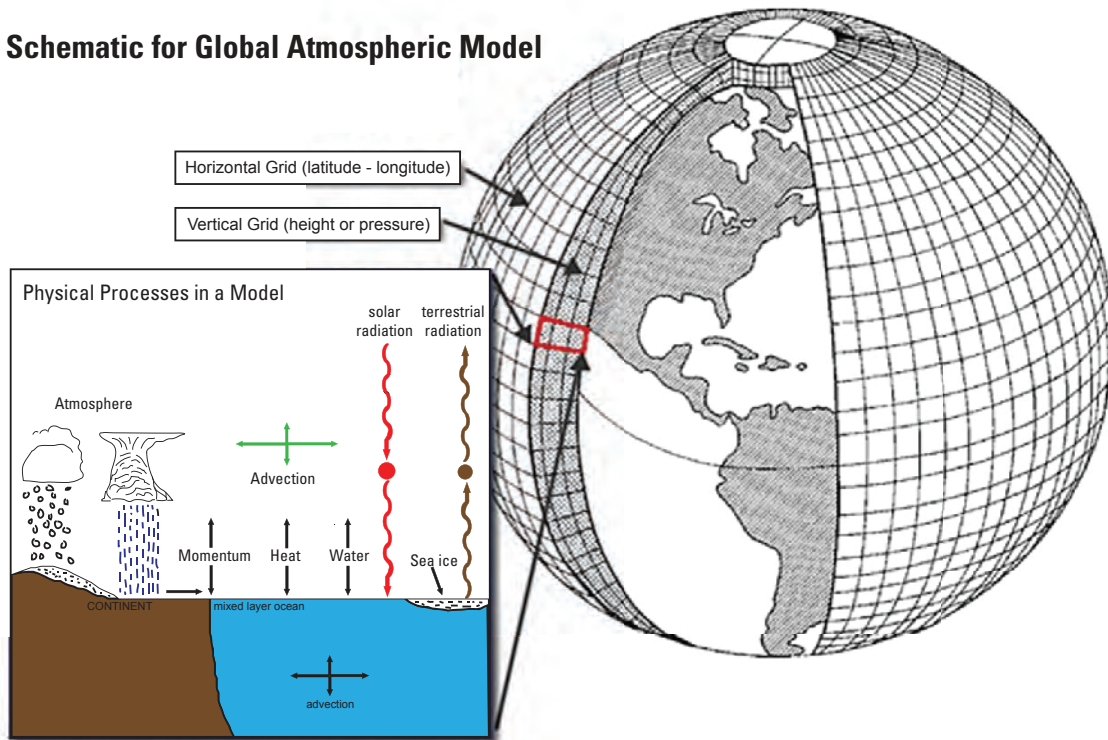 Schematic for Global Atmospheric Model
Horizontal Grid (latitude - longitude)
Vertical Grid (height or pressure)
Physical Processes in a Model
solar
radiation
terrestrial
radiation
Atmosphere
Advection
Momentum
Heat
Water
Sea ice
CONTINENT
mixed layer ocean
advection